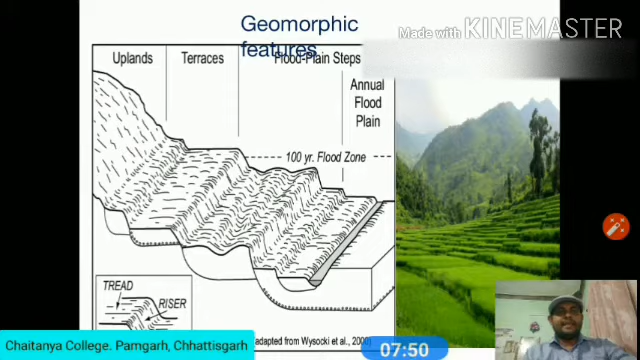 Geomorphic
features
Made with KINEMASTER
Uplands
Terraces
Flood-Plain Steps
Annual
Flood
Plain
100 yr. Flood Zone
TREAD
RISER
adapted from Wysocki et al., 2000)
Chaitanya College. Pamgarh, Chhattisgarh
07:50